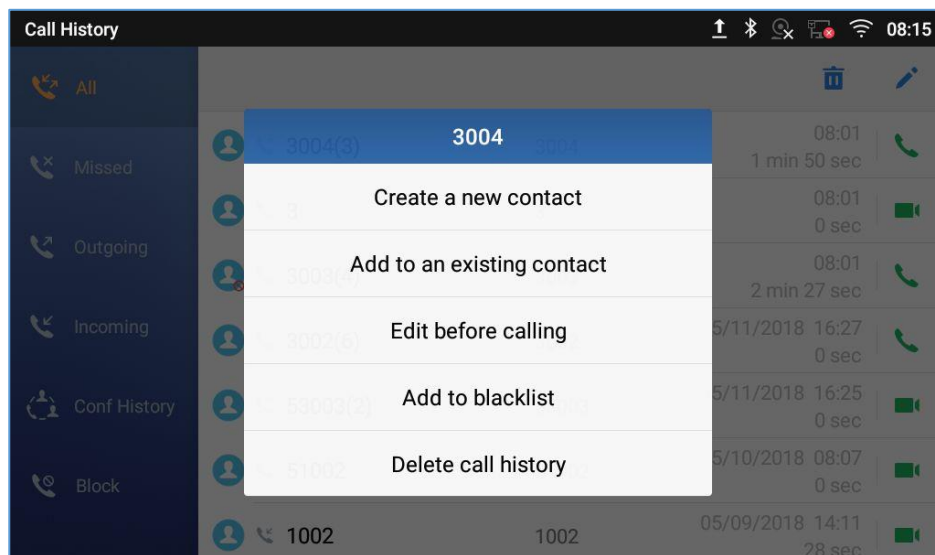 Call History
08:15
All
Missed
Outgoing
Incoming
Conf History
Block
3004
Create a new contact
Add to an existing contact
Edit before calling
Add to blacklist
Delete call history
3004(3) 3004 08:01
1 min 50 sec
3 08:01
0 sec
3003(4) 08:01
2 min 27 sec
3002(6) 5/11/2018 16:27
0 sec
53003(2) 5/11/2018 16:25
0 sec
51002 5/10/2018 08:07
0 sec
1002 1002 05/09/2018 14:11
28 sec